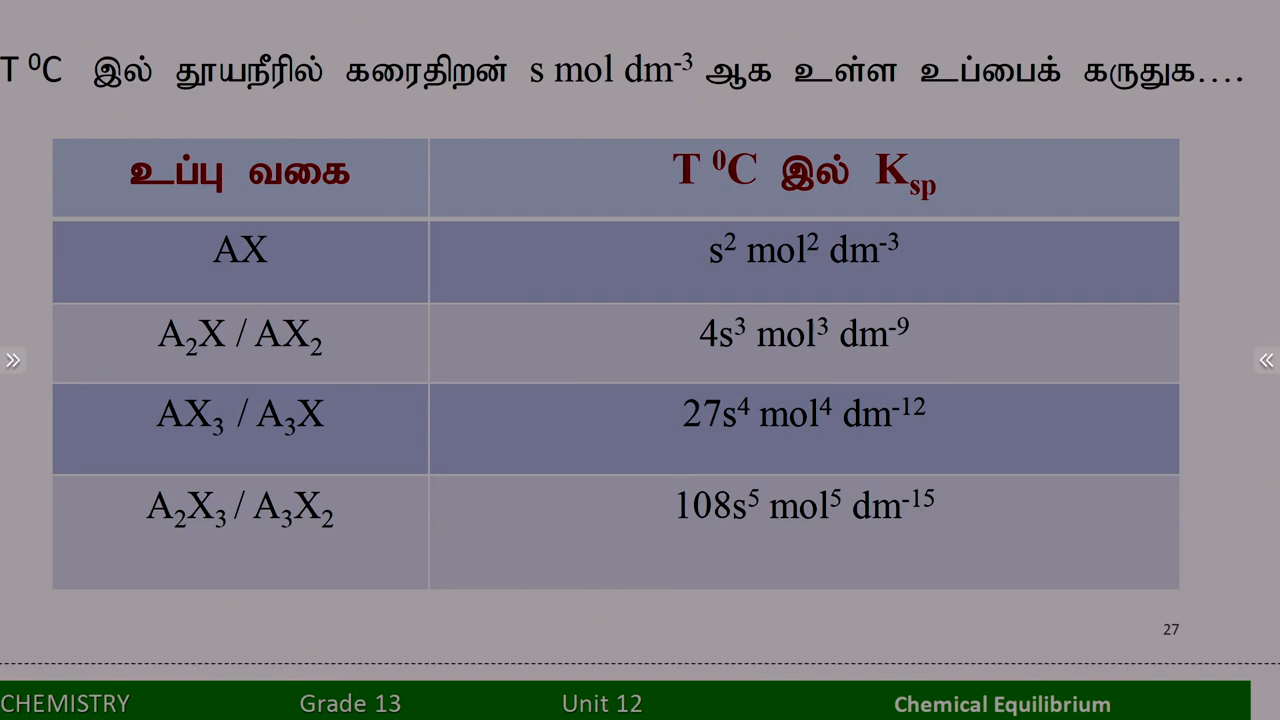 T ⁰C இல் தூயநீரில் கரைதிறன் s mol dm⁻³ ஆக உள்ள உப்பைக் கருதுக....
உப்பு வகை T ⁰C இல் Kₛₚ
AX s² mol² dm⁻³
A₂X / AX₂ 4s³ mol³ dm⁻⁹
AX₃ / A₃X 27s⁴ mol⁴ dm⁻¹²
A₂X₃ / A₃X₂ 108s⁵ mol⁵ dm⁻¹⁵
27
CHEMISTRY Grade 13 Unit 12 Chemical Equilibrium